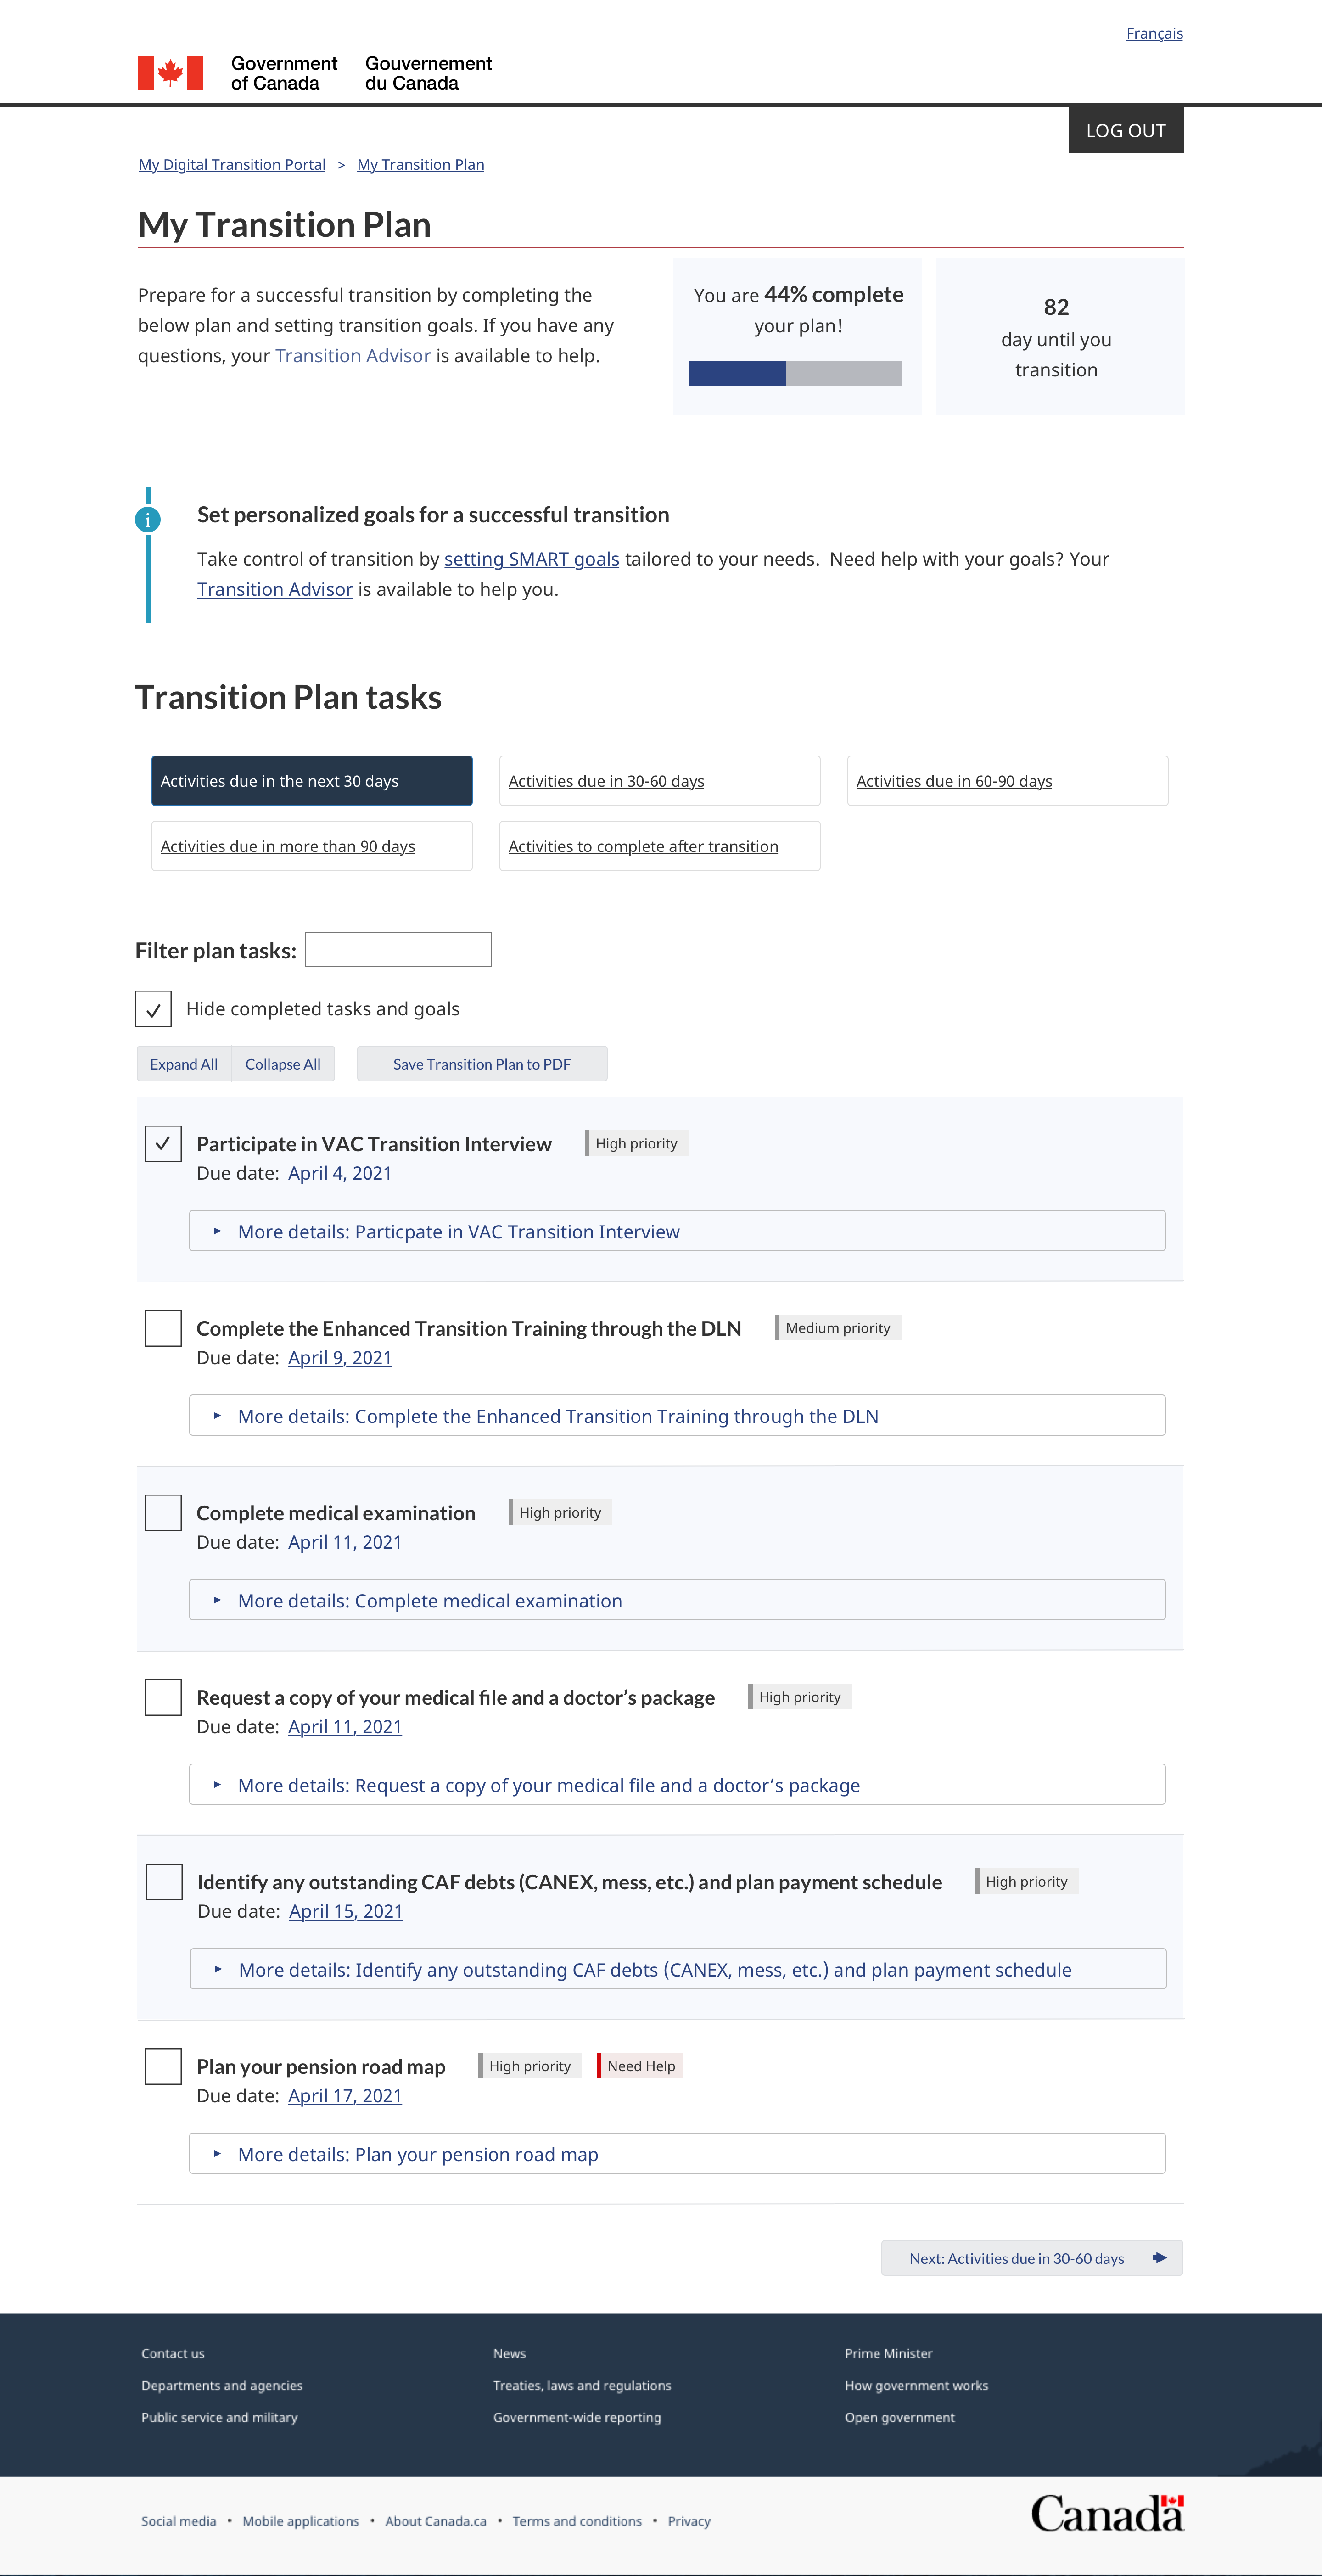 Français
Government
of Canada
Gouvernement
du Canada
LOG OUT
My Digital Transition Portal > My Transition Plan
My Transition Plan
Prepare for a successful transition by completing the
below plan and setting transition goals. If you have any
questions, your Transition Advisor is available to help.
You are 44% complete
your plan!
82
day until you
transition
i
Set personalized goals for a successful transition
Take control of transition by setting SMART goals tailored to your needs. Need help with your goals? Your
Transition Advisor is available to help you.
Transition Plan tasks
Activities due in the next 30 days
Activities due in 30-60 days
Activities due in 60-90 days
Activities due in more than 90 days
Activities to complete after transition
Filter plan tasks:
Hide completed tasks and goals
Expand All
Collapse All
Save Transition Plan to PDF
Participate in VAC Transition Interview
High priority
Due date: April 4, 2021
More details: Particpate in VAC Transition Interview
Complete the Enhanced Transition Training through the DLN
Medium priority
Due date: April 9, 2021
More details: Complete the Enhanced Transition Training through the DLN
Complete medical examination
High priority
Due date: April 11, 2021
More details: Complete medical examination
Request a copy of your medical file and a doctor’s package
High priority
Due date: April 11, 2021
More details: Request a copy of your medical file and a doctor’s package
Identify any outstanding CAF debts (CANEX, mess, etc.) and plan payment schedule
High priority
Due date: April 15, 2021
More details: Identify any outstanding CAF debts (CANEX, mess, etc.) and plan payment schedule
Plan your pension road map
High priority
Need Help
Due date: April 17, 2021
More details: Plan your pension road map
Next: Activities due in 30-60 days
Contact us
News
Prime Minister
Departments and agencies
Treaties, laws and regulations
How government works
Public service and military
Government-wide reporting
Open government
Social media • Mobile applications • About Canada.ca • Terms and conditions • Privacy
Canada